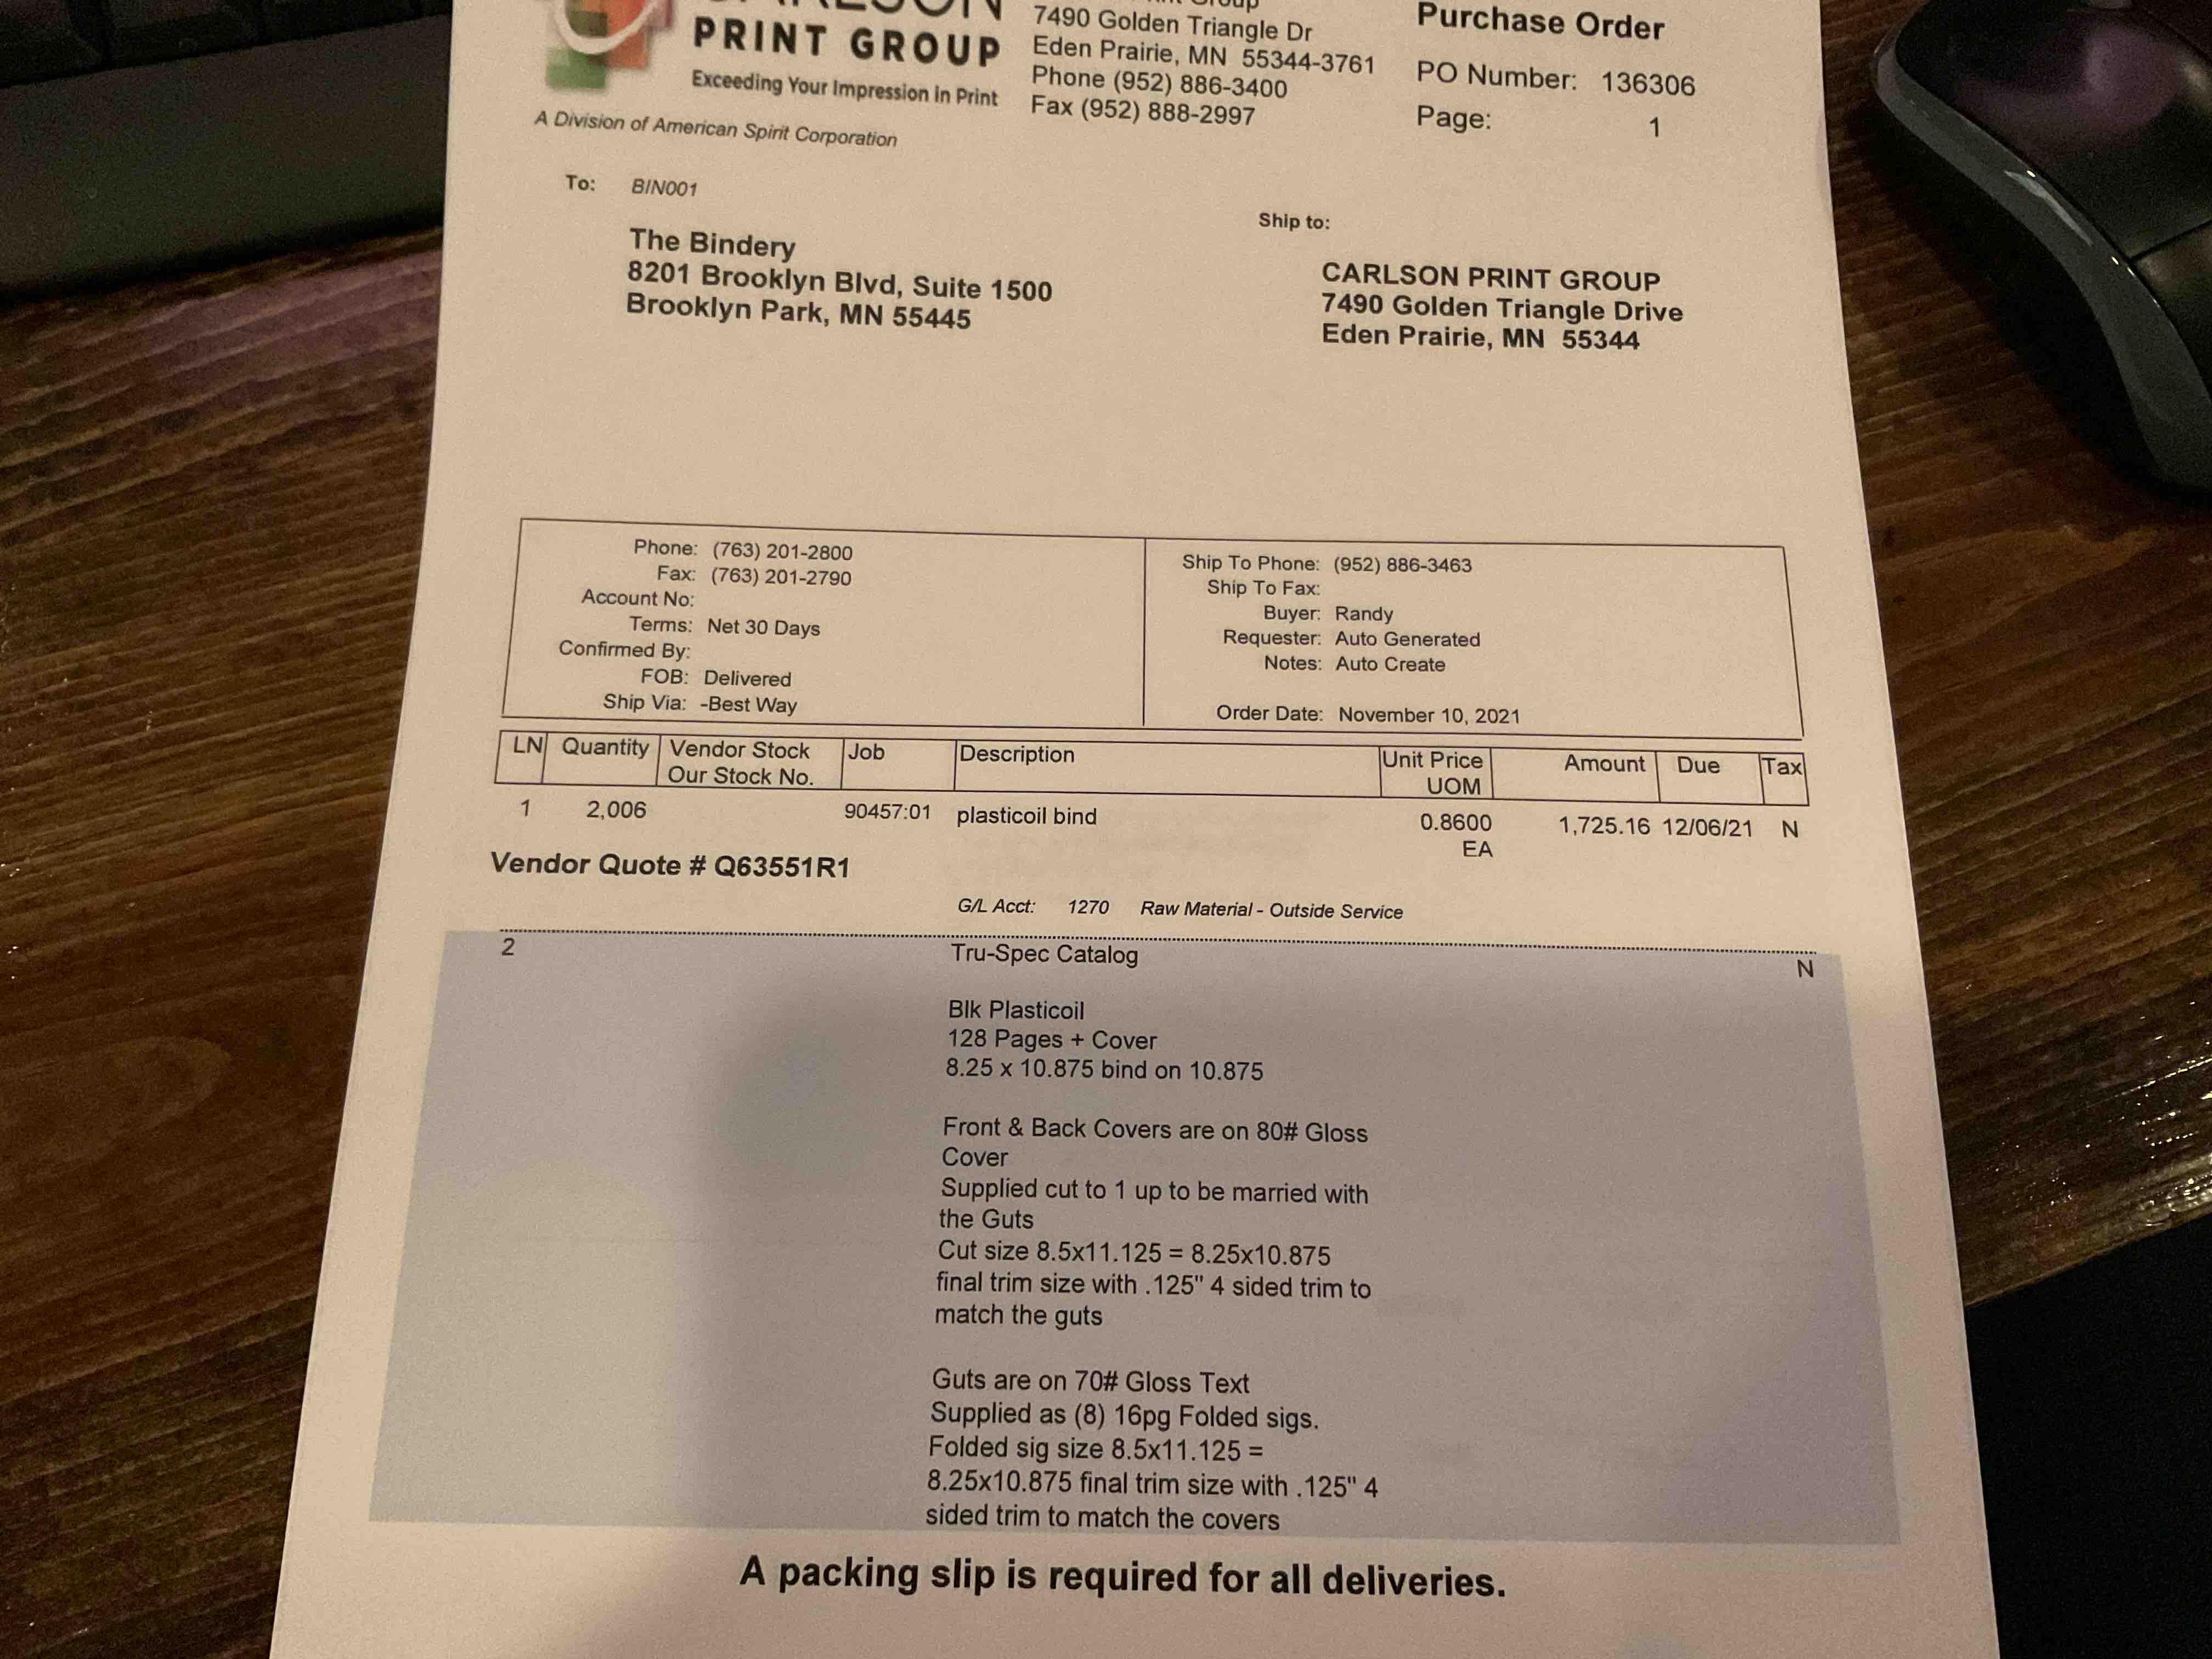 PRINT GROUP
Exceeding Your Impression in Print
A Division of American Spirit Corporation
7490 Golden Triangle Dr
Eden Prairie, MN 55344-3761
Phone (952) 886-3400
Fax (952) 888-2997
Purchase Order
PO Number: 136306
Page: 1
To: BIN001
The Bindery
8201 Brooklyn Blvd, Suite 1500
Brooklyn Park, MN 55445
Ship to:
CARLSON PRINT GROUP
7490 Golden Triangle Drive
Eden Prairie, MN 55344
Phone: (763) 201-2800
Fax: (763) 201-2790
Account No:
Terms: Net 30 Days
Confirmed By:
FOB: Delivered
Ship Via: -Best Way
Ship To Phone: (952) 886-3463
Ship To Fax:
Buyer: Randy
Requester: Auto Generated
Notes: Auto Create
Order Date: November 10, 2021
LN Quantity Vendor Stock Job Description Unit Price Amount Due Tax
Our Stock No. UOM
1 2,006 90457:01 plasticoil bind 0.8600 1,725.16 12/06/21 N
EA
Vendor Quote # Q63551R1
G/L Acct: 1270 Raw Material - Outside Service
2 Tru-Spec Catalog N
Blk Plasticoil
128 Pages + Cover
8.25 x 10.875 bind on 10.875
Front & Back Covers are on 80# Gloss
Cover
Supplied cut to 1 up to be married with
the Guts
Cut size 8.5x11.125 = 8.25x10.875
final trim size with .125" 4 sided trim to
match the guts
Guts are on 70# Gloss Text
Supplied as (8) 16pg Folded sigs.
Folded sig size 8.5x11.125 =
8.25x10.875 final trim size with .125" 4
sided trim to match the covers
A packing slip is required for all deliveries.